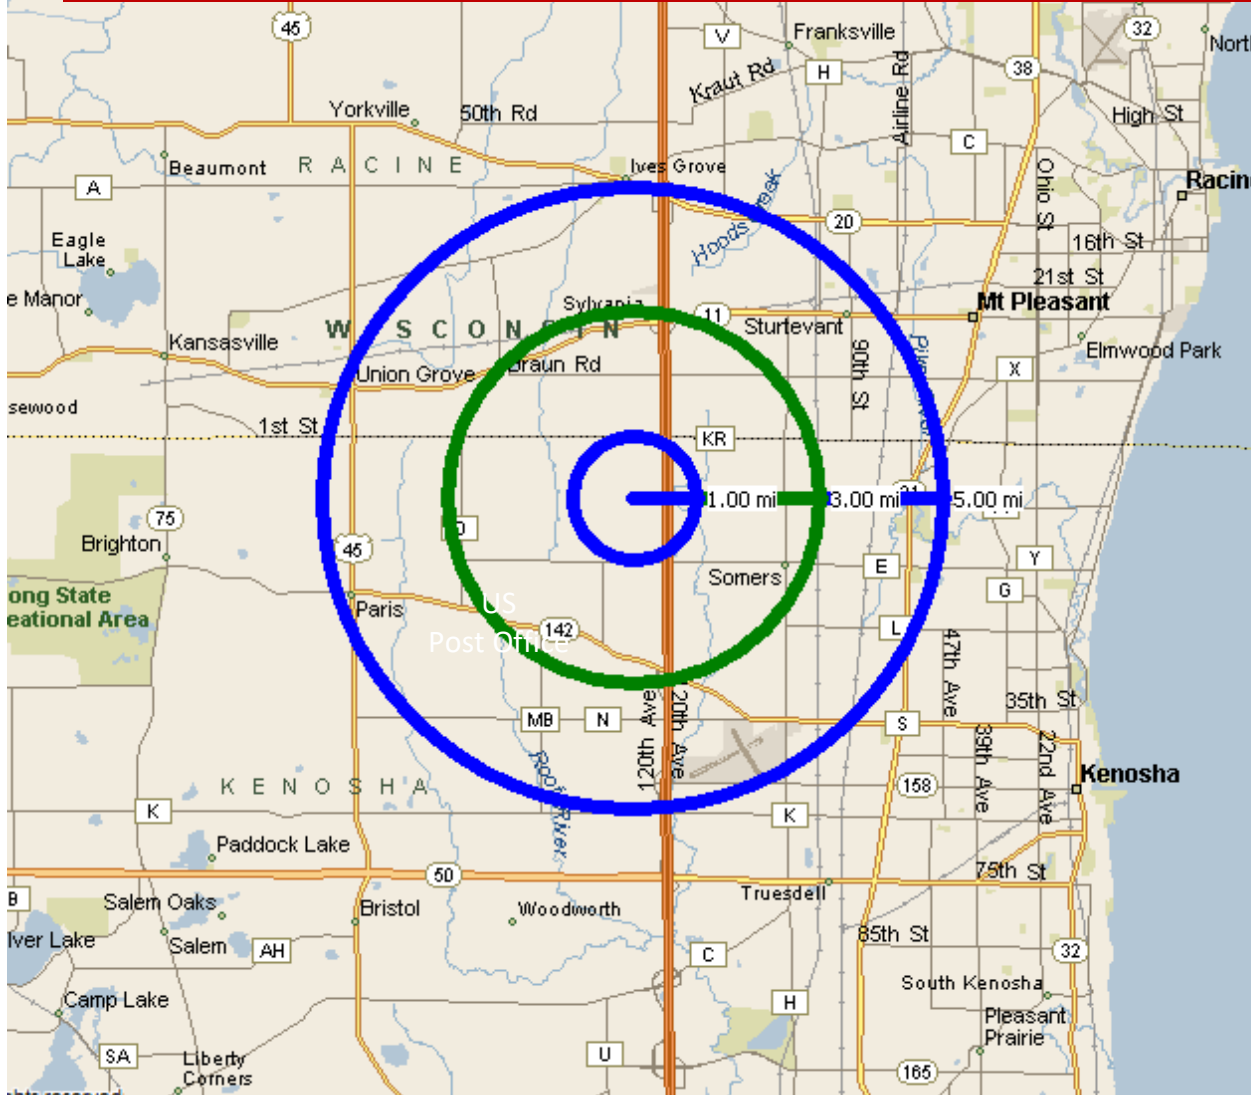 45
V
Franksville
32
H
Kraut Rd
Airline Rd
38
Yorkville
50th Rd
High St
C
Beaumont
RACINE
Ives Grove
A
Ohio St
Eagle
Lake
Hoods
20
16th St
21st St
e Manor
Sylvania
11
Mt Pleasant
Sturtevant
Kansasville
Union Grove
Braun Rd
90th St
Elmwood Park
X
sewood
1st St
KR
1.00 mi
3.00 mi
5.00 mi
75
Brighton
45
Somers
E
Y
G
ong State
eational Area
Paris
US
Post Office
142
L
47th Ave
35th St
MB
N
120th Ave
120th Ave
S
39th Ave
22nd Ave
Kenosha
KENOSHA
158
K
K
Root River
Paddock Lake
50
75th St
Truesdell
B
Salem Oaks
Bristol
Woodworth
lver Lake
Salem
AH
85th St
C
32
South Kenosha
Camp Lake
H
Pleasant
Prairie
SA
Liberty
Corners
U
165